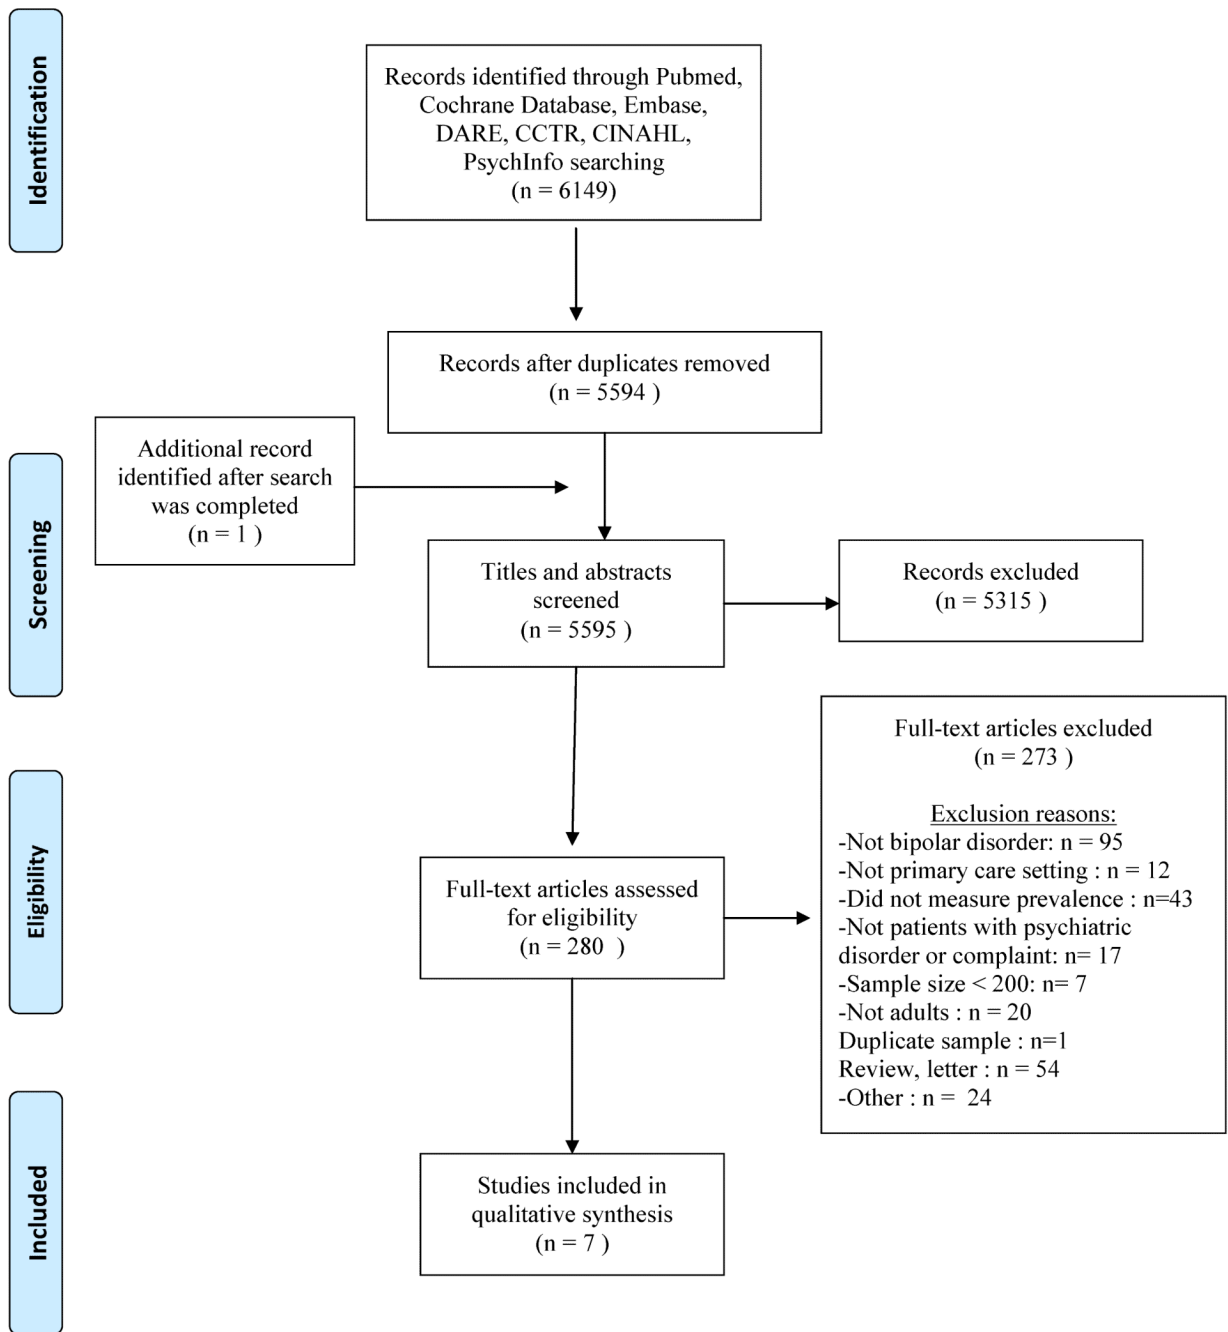 Identification
Records identified through Pubmed,
Cochrane Database, Embase,
DARE, CCTR, CINAHL,
PsychInfo searching
(n = 6149)
Records after duplicates removed
(n = 5594 )
Additional record
identified after search
was completed
(n = 1 )
Screening
Titles and abstracts
screened
(n = 5595 )
Records excluded
(n = 5315 )
Full-text articles excluded
(n = 273 )
Exclusion reasons:
-Not bipolar disorder: n = 95
-Not primary care setting : n = 12
-Did not measure prevalence : n=43
-Not patients with psychiatric
disorder or complaint: n= 17
-Sample size < 200: n= 7
-Not adults : n = 20
Duplicate sample : n=1
Review, letter : n = 54
-Other : n =  24
Eligibility
Full-text articles assessed
for eligibility
(n = 280  )
Included
Studies included in
qualitative synthesis
(n = 7 )